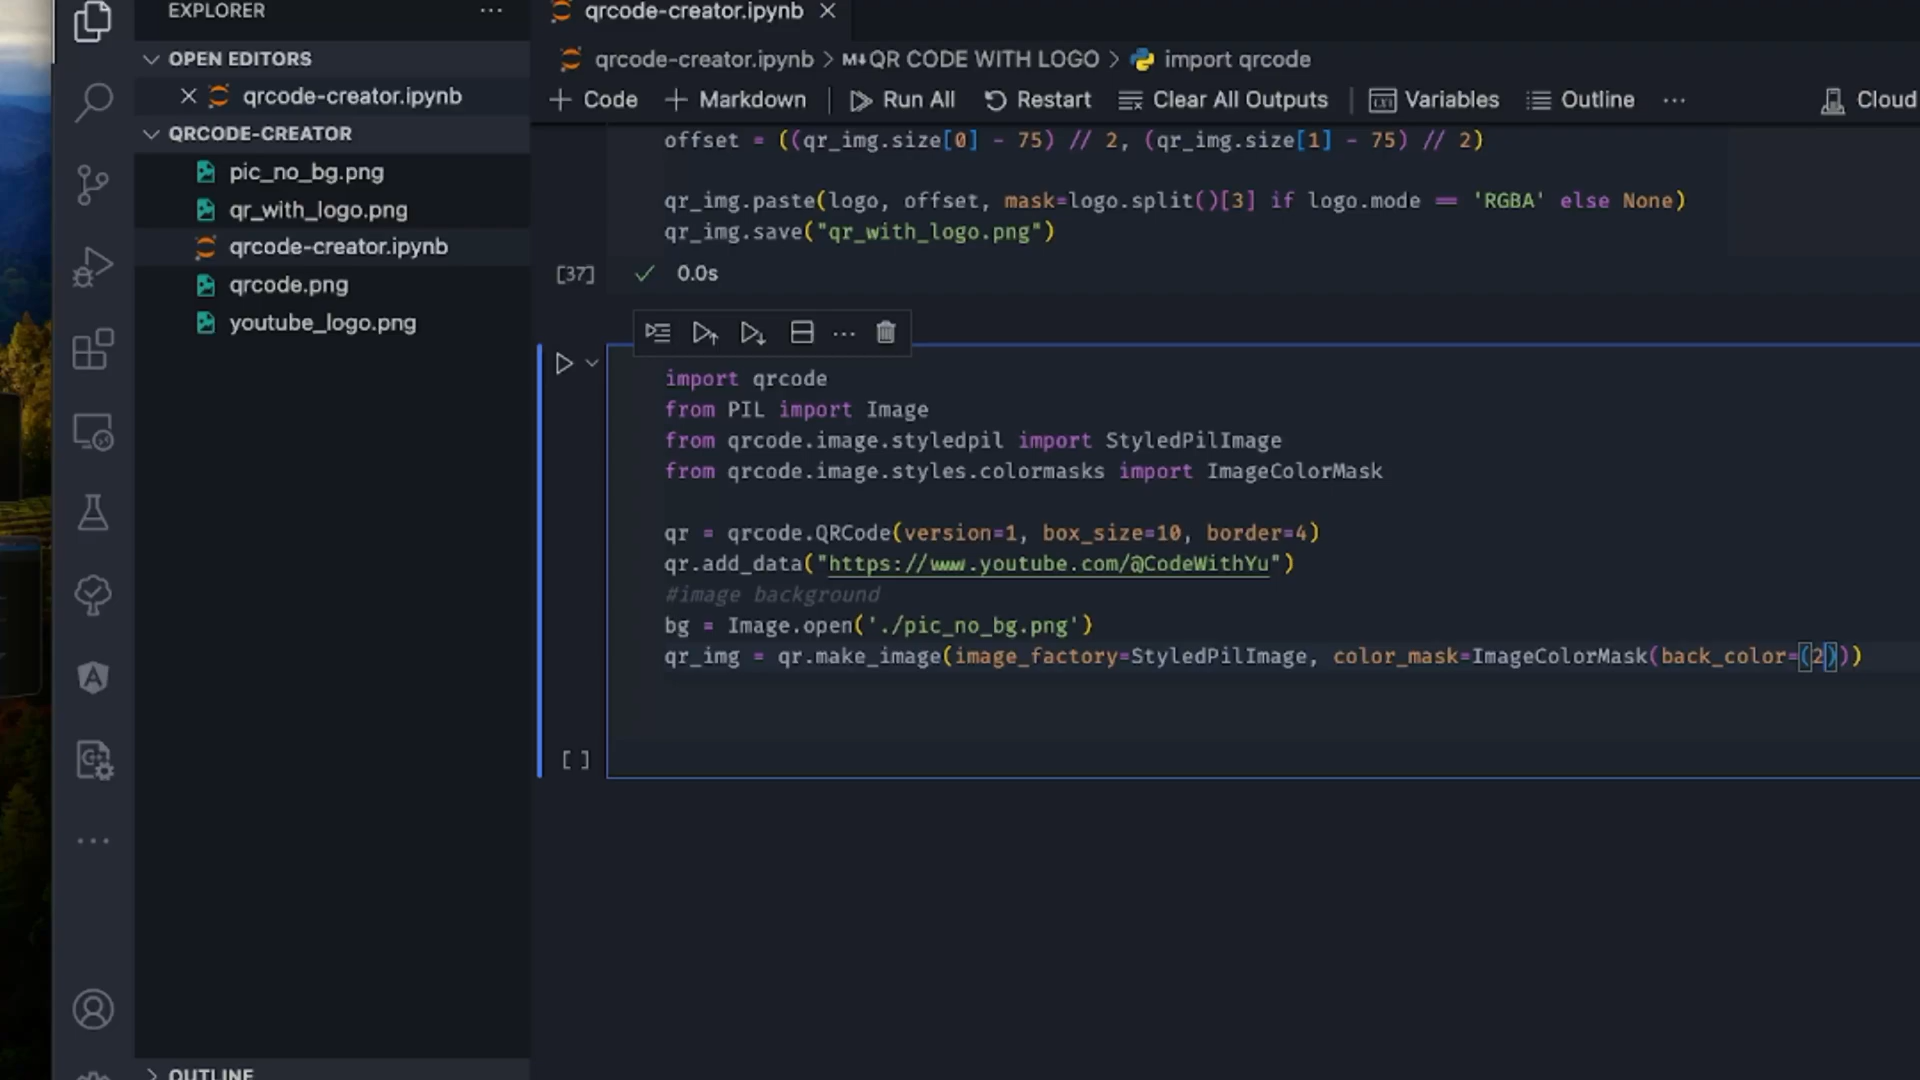 EXPLORER
qrcode-creator.ipynb
OPEN EDITORS
qrcode-creator.ipynb
QRCODE-CREATOR
pic_no_bg.png
qr_with_logo.png
qrcode-creator.ipynb
qrcode.png
youtube_logo.png
OUTLINE
qrcode-creator.ipynb > M↓QR CODE WITH LOGO > import qrcode
+ Code + Markdown | Run All Restart Clear All Outputs | Variables Outline ... Cloud
offset = ((qr_img.size[0] - 75) // 2, (qr_img.size[1] - 75) // 2)
qr_img.paste(logo, offset, mask=logo.split()[3] if logo.mode == 'RGBA' else None)
qr_img.save("qr_with_logo.png")
[37] ✓ 0.0s
import qrcode
from PIL import Image
from qrcode.image.styledpil import StyledPilImage
from qrcode.image.styles.colormasks import ImageColorMask
qr = qrcode.QRCode(version=1, box_size=10, border=4)
qr.add_data("https://www.youtube.com/@CodeWithYu")
#image background
bg = Image.open('./pic_no_bg.png')
qr_img = qr.make_image(image_factory=StyledPilImage, color_mask=ImageColorMask(back_color=(2)))
[ ]